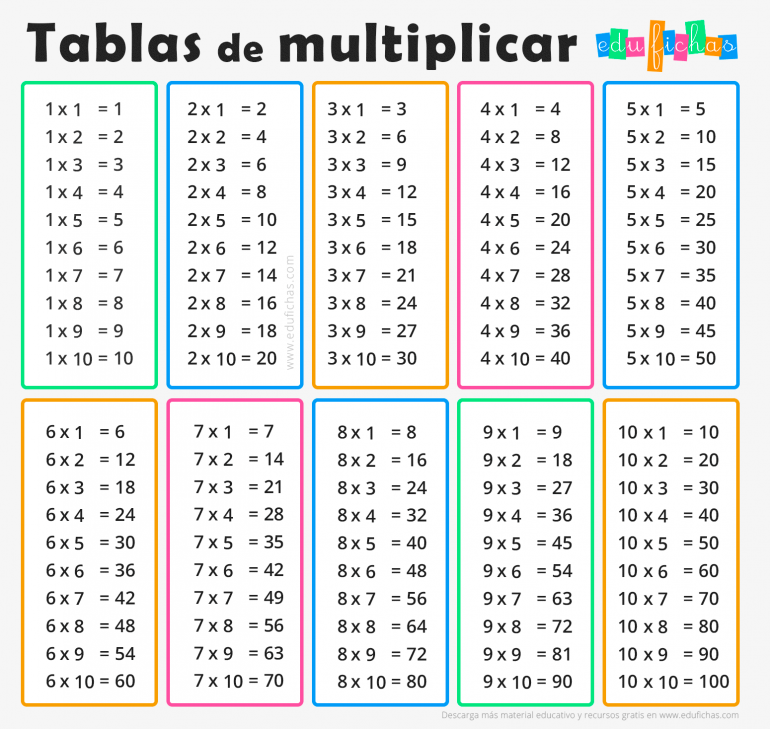 Tablas de multiplicar
edufichas
1 x 1 = 1
1 x 2 = 2
1 x 3 = 3
1 x 4 = 4
1 x 5 = 5
1 x 6 = 6
1 x 7 = 7
1 x 8 = 8
1 x 9 = 9
1 x 10 = 10
2 x 1 = 2
2 x 2 = 4
2 x 3 = 6
2 x 4 = 8
2 x 5 = 10
2 x 6 = 12
2 x 7 = 14
2 x 8 = 16
2 x 9 = 18
2 x 10 = 20
www.edufichas.com
3 x 1 = 3
3 x 2 = 6
3 x 3 = 9
3 x 4 = 12
3 x 5 = 15
3 x 6 = 18
3 x 7 = 21
3 x 8 = 24
3 x 9 = 27
3 x 10 = 30
4 x 1 = 4
4 x 2 = 8
4 x 3 = 12
4 x 4 = 16
4 x 5 = 20
4 x 6 = 24
4 x 7 = 28
4 x 8 = 32
4 x 9 = 36
4 x 10 = 40
5 x 1 = 5
5 x 2 = 10
5 x 3 = 15
5 x 4 = 20
5 x 5 = 25
5 x 6 = 30
5 x 7 = 35
5 x 8 = 40
5 x 9 = 45
5 x 10 = 50
6 x 1 = 6
6 x 2 = 12
6 x 3 = 18
6 x 4 = 24
6 x 5 = 30
6 x 6 = 36
6 x 7 = 42
6 x 8 = 48
6 x 9 = 54
6 x 10 = 60
7 x 1 = 7
7 x 2 = 14
7 x 3 = 21
7 x 4 = 28
7 x 5 = 35
7 x 6 = 42
7 x 7 = 49
7 x 8 = 56
7 x 9 = 63
7 x 10 = 70
8 x 1 = 8
8 x 2 = 16
8 x 3 = 24
8 x 4 = 32
8 x 5 = 40
8 x 6 = 48
8 x 7 = 56
8 x 8 = 64
8 x 9 = 72
8 x 10 = 80
9 x 1 = 9
9 x 2 = 18
9 x 3 = 27
9 x 4 = 36
9 x 5 = 45
9 x 6 = 54
9 x 7 = 63
9 x 8 = 72
9 x 9 = 81
9 x 10 = 90
10 x 1 = 10
10 x 2 = 20
10 x 3 = 30
10 x 4 = 40
10 x 5 = 50
10 x 6 = 60
10 x 7 = 70
10 x 8 = 80
10 x 9 = 90
10 x 10 = 100
Descarga más material educativo y recursos gratis en www.edufichas.com